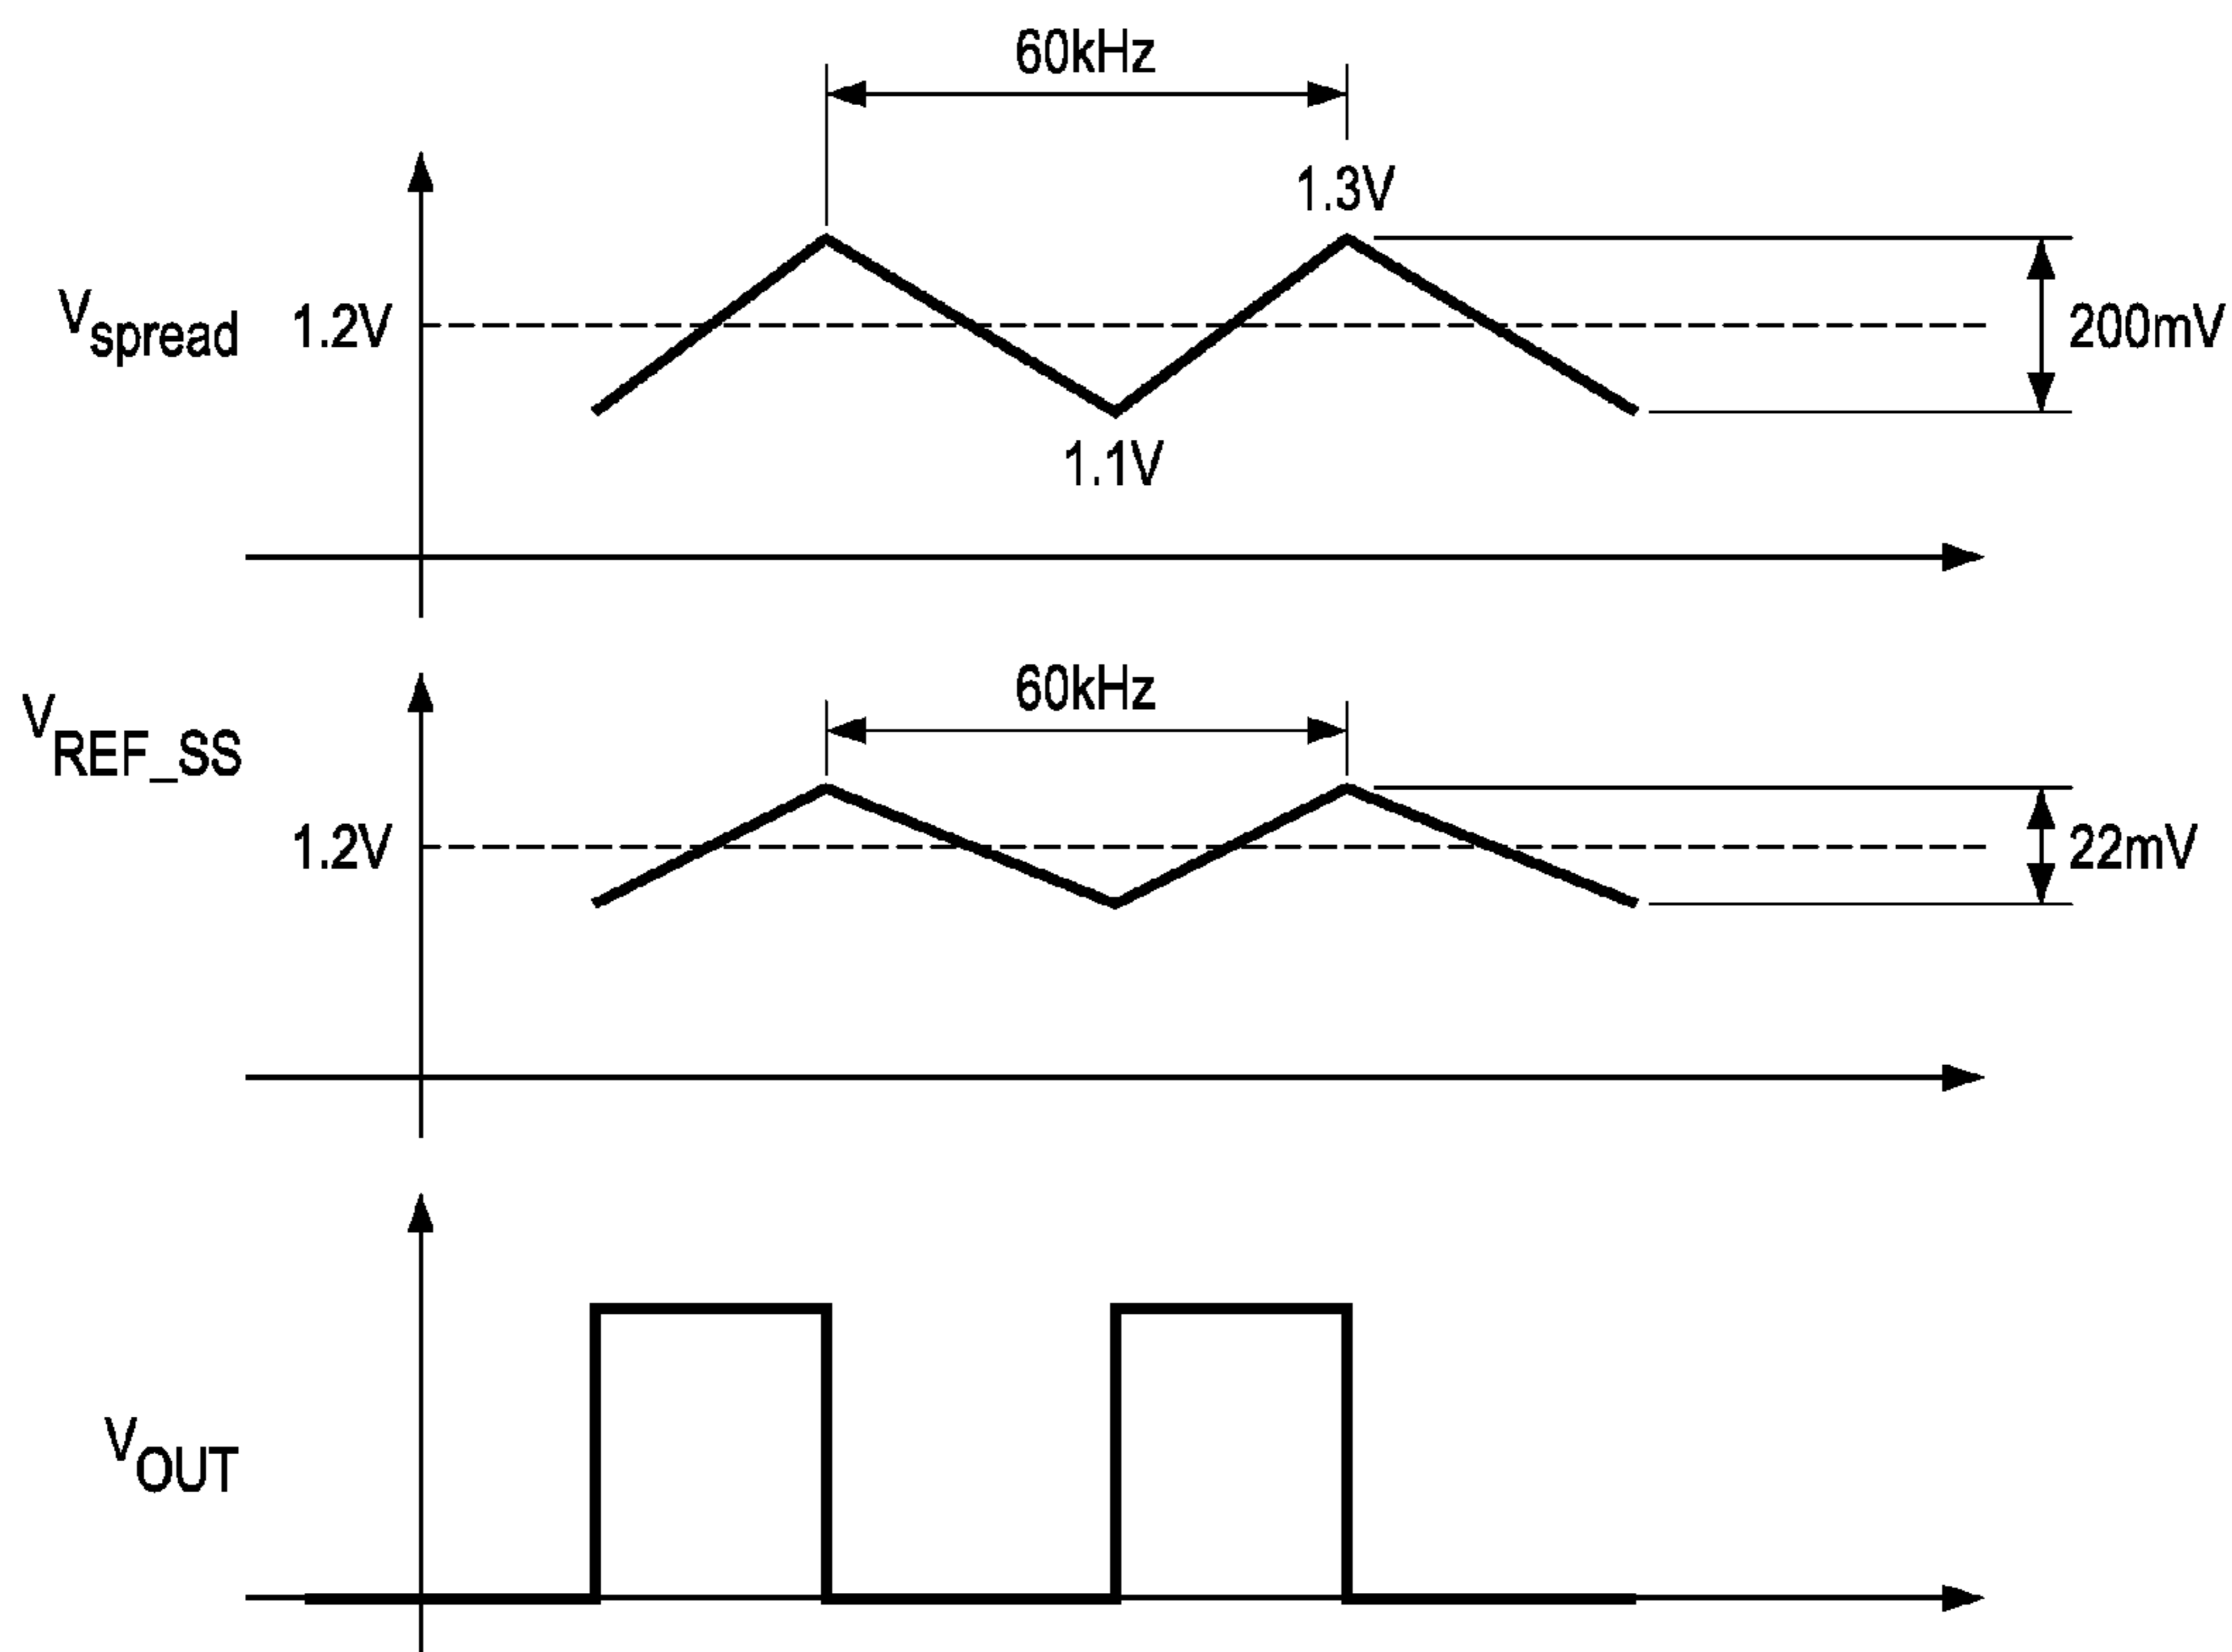 60kHz
1.3V
Vspread
1.2V
200mV
1.1V
60kHz
VREF_SS
1.2V
22mV
VOUT